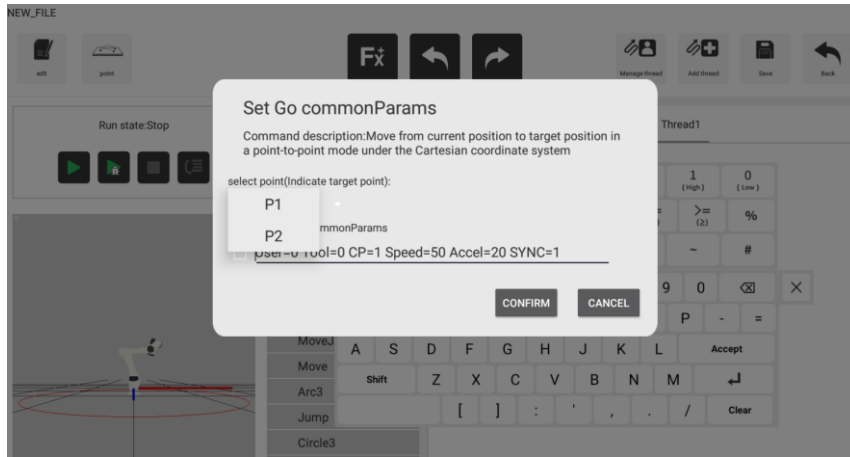 NEW_FILE
edit
point
Fx
Manage thread
Add thread
Save
Back
Run state:Stop
Thread1
Set Go commonParams
Command description:Move from current position to target position in
a point-to-point mode under the Cartesian coordinate system
select point(Indicate target point):
P1
P2
mmonParams
User=0 Tool=0 CP=1 Speed=50 Accel=20 SYNC=1
CONFIRM
CANCEL
1 0
(High) (Low)
>= %
(≥)
~ #
9 0
P - =
MoveJ
Move
Arc3
Jump
Circle3
A S D F G H J K L Accept
Shift Z X C V B N M
[ ] : ' , . / Clear